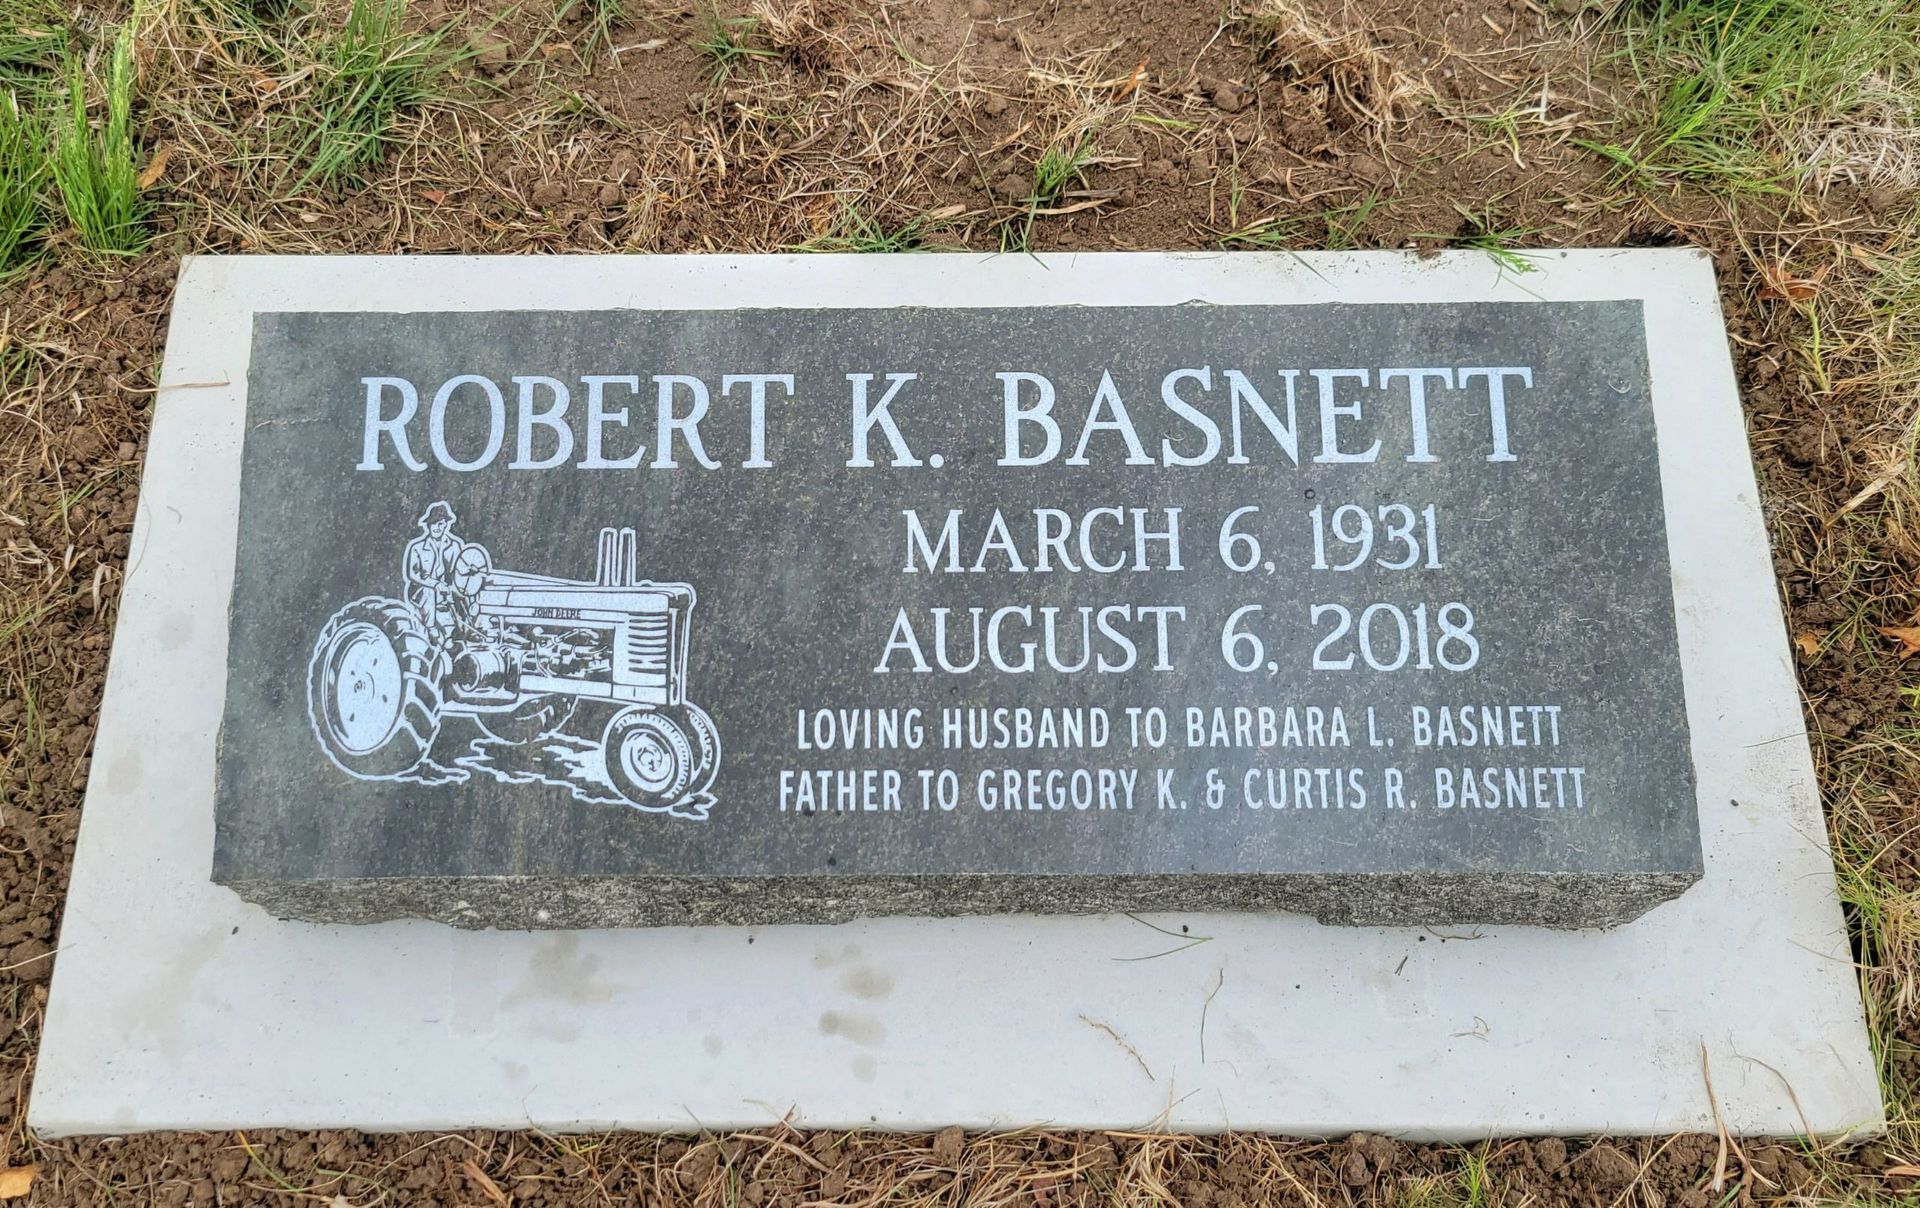 ROBERT K. BASNETT
MARCH 6, 1931
AUGUST 6, 2018
JOHN DEERE
LOVING HUSBAND TO BARBARA L. BASNETT
FATHER TO GREGORY K. & CURTIS R. BASNETT